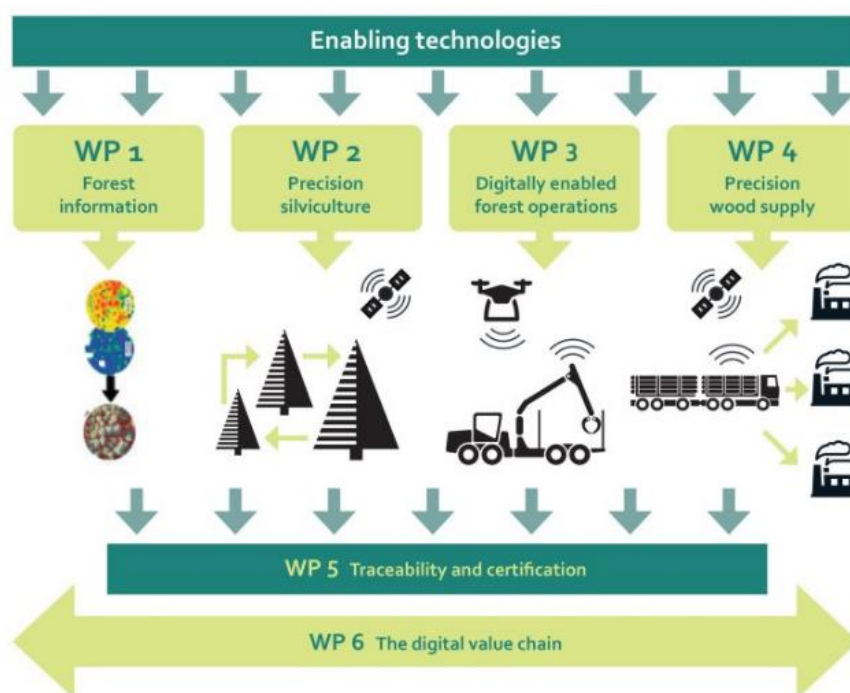 Enabling technologies
WP 1
Forest
information
WP 2
Precision
silviculture
WP 3
Digitally enabled
forest operations
WP 4
Precision
wood supply
WP 5 Traceability and certification
WP 6 The digital value chain